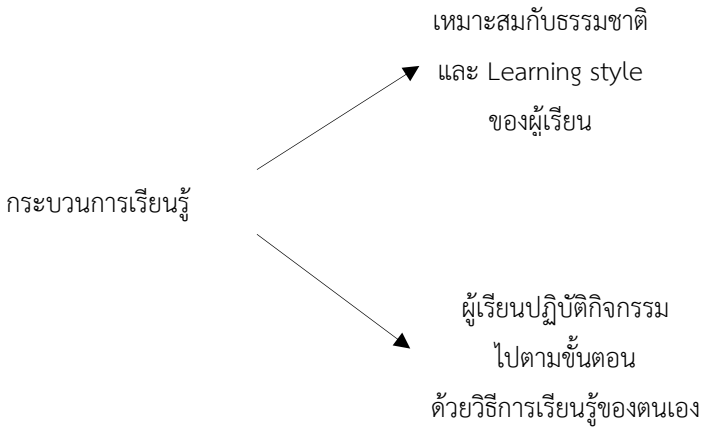 เหมาะสมกับธรรมชาติ
และ Learning style
ของผู้เรียน
กระบวนการเรียนรู้
ผู้เรียนปฏิบัติกิจกรรม
ไปตามขั้นตอน
ด้วยวิธีการเรียนรู้ของตนเอง